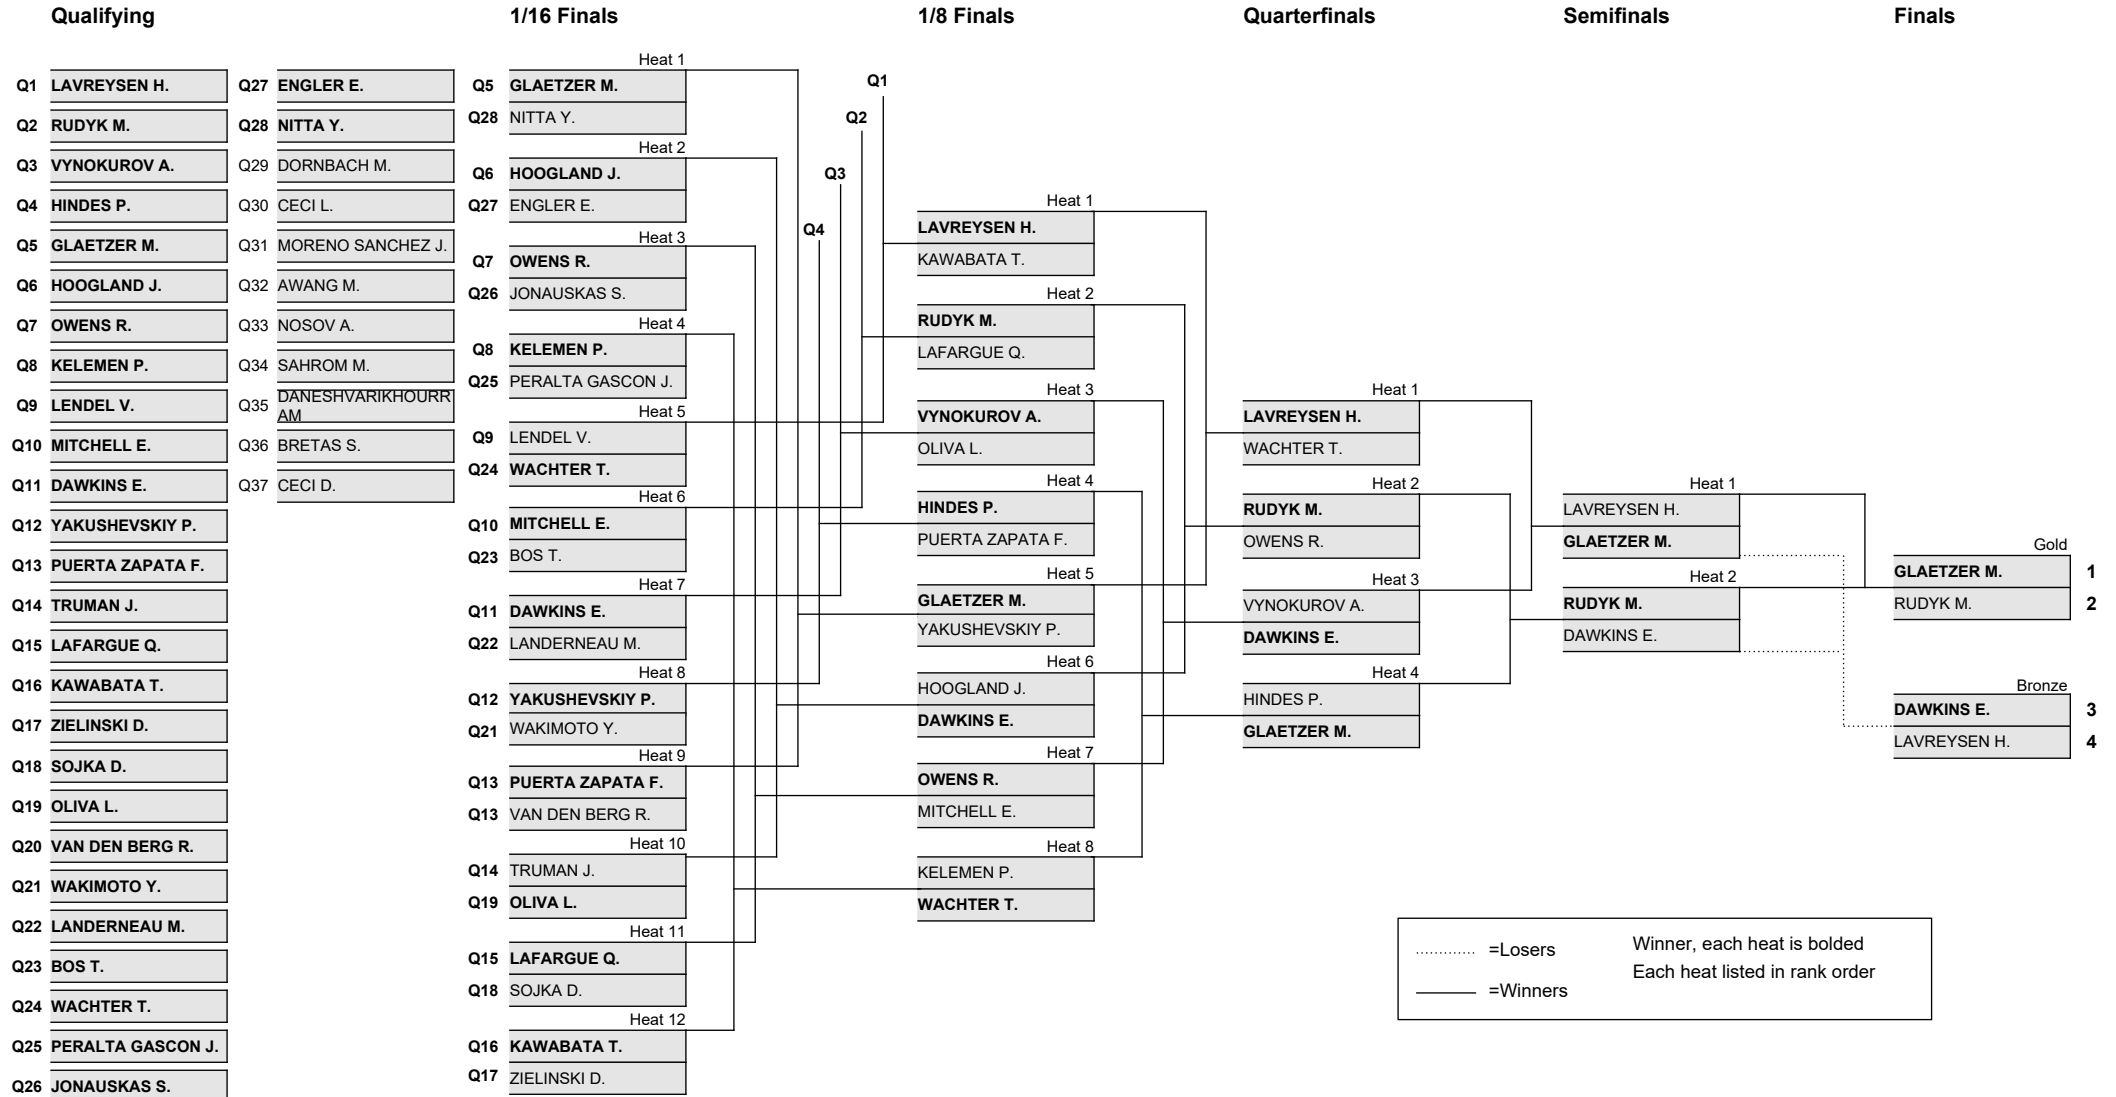 Qualifying
1/16 Finals
1/8 Finals
Quarterfinals
Semifinals
Finals
Q1 LAVREYSEN H.
Q2 RUDYK M.
Q3 VYNOKUROV A.
Q4 HINDES P.
Q5 GLAETZER M.
Q6 HOOGLAND J.
Q7 OWENS R.
Q8 KELEMEN P.
Q9 LENDEL V.
Q10 MITCHELL E.
Q11 DAWKINS E.
Q12 YAKUSHEVSKIY P.
Q13 PUERTA ZAPATA F.
Q14 TRUMAN J.
Q15 LAFARGUE Q.
Q16 KAWABATA T.
Q17 ZIELINSKI D.
Q18 SOJKA D.
Q19 OLIVA L.
Q20 VAN DEN BERG R.
Q21 WAKIMOTO Y.
Q22 LANDERNEAU M.
Q23 BOS T.
Q24 WACHTER T.
Q25 PERALTA GASCON J.
Q26 JONAUSKAS S.
Q27 ENGLER E.
Q28 NITTA Y.
Q29 DORNBACH M.
Q30 CECI L.
Q31 MORENO SANCHEZ J.
Q32 AWANG M.
Q33 NOSOV A.
Q34 SAHROM M.
Q35 DANESHVARIKHOURR
AM
Q36 BRETAS S.
Q37 CECI D.
Heat 1
Q5 GLAETZER M.
Q28 NITTA Y.
Heat 2
Q6 HOOGLAND J.
Q27 ENGLER E.
Heat 3
Q7 OWENS R.
Q26 JONAUSKAS S.
Heat 4
Q8 KELEMEN P.
Q25 PERALTA GASCON J.
Heat 5
Q9 LENDEL V.
Q24 WACHTER T.
Heat 6
Q10 MITCHELL E.
Q23 BOS T.
Heat 7
Q11 DAWKINS E.
Q22 LANDERNEAU M.
Heat 8
Q12 YAKUSHEVSKIY P.
Q21 WAKIMOTO Y.
Heat 9
Q13 PUERTA ZAPATA F.
Q13 VAN DEN BERG R.
Heat 10
Q14 TRUMAN J.
Q19 OLIVA L.
Heat 11
Q15 LAFARGUE Q.
Q18 SOJKA D.
Heat 12
Q16 KAWABATA T.
Q17 ZIELINSKI D.
Q1
Q2
Q3
Q4
Heat 1
LAVREYSEN H.
KAWABATA T.
Heat 2
RUDYK M.
LAFARGUE Q.
Heat 3
VYNOKUROV A.
OLIVA L.
Heat 4
HINDES P.
PUERTA ZAPATA F.
Heat 5
GLAETZER M.
YAKUSHEVSKIY P.
Heat 6
HOOGLAND J.
DAWKINS E.
Heat 7
OWENS R.
MITCHELL E.
Heat 8
KELEMEN P.
WACHTER T.
Heat 1
LAVREYSEN H.
WACHTER T.
Heat 2
RUDYK M.
OWENS R.
Heat 3
VYNOKUROV A.
DAWKINS E.
Heat 4
HINDES P.
GLAETZER M.
Heat 1
LAVREYSEN H.
GLAETZER M.
Heat 2
RUDYK M.
DAWKINS E.
Gold
GLAETZER M. 1
RUDYK M. 2
Bronze
DAWKINS E. 3
LAVREYSEN H. 4
=Losers
=Winners
Winner, each heat is bolded
Each heat listed in rank order